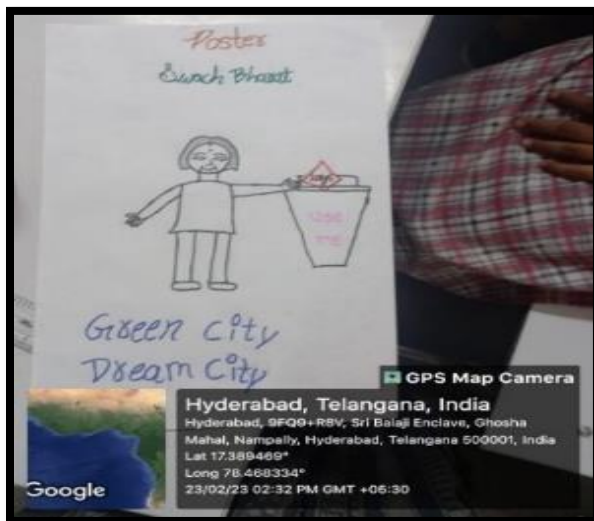 Poster
Swach Bharat
USE
ME
Green City
Dream City
GPS Map Camera
Hyderabad, Telangana, India
Hyderabad, 9FQ9+R8V, Sri Balaji Enclave, Ghosha
Mahal, Nampally, Hyderabad, Telangana 500001, India
Lat 17.389469°
Long 78.468334°
23/02/23 02:32 PM GMT +05:30
Google